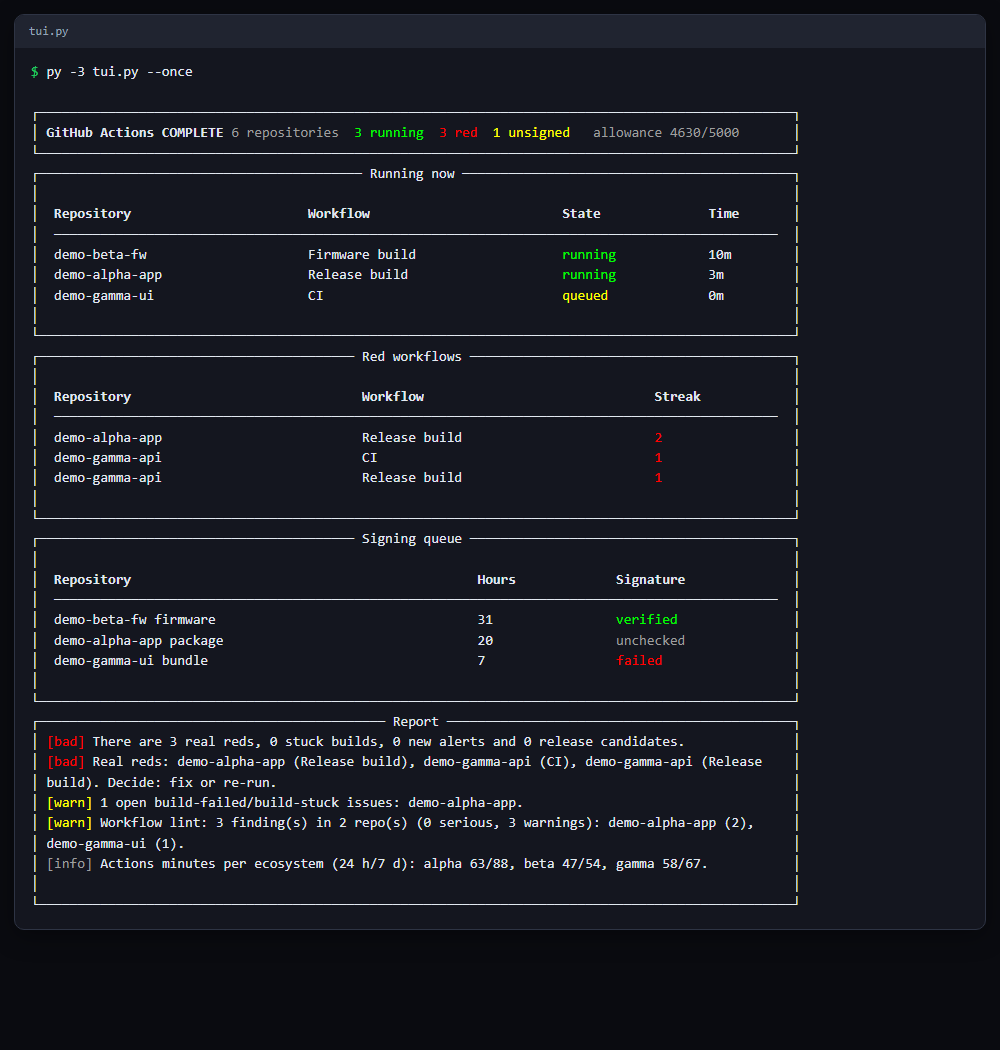 tui.py
$ py -3 tui.py --once
GitHub Actions COMPLETE 6 repositories 3 running 3 red 1 unsigned allowance 4630/5000
Running now
Repository Workflow State Time
demo-beta-fw Firmware build running 10m
demo-alpha-app Release build running 3m
demo-gamma-ui CI queued 0m
Red workflows
Repository Workflow Streak
demo-alpha-app Release build 2
demo-gamma-api CI 1
demo-gamma-api Release build 1
Signing queue
Repository Hours Signature
demo-beta-fw firmware 31 verified
demo-alpha-app package 20 unchecked
demo-gamma-ui bundle 7 failed
Report
[bad] There are 3 real reds, 0 stuck builds, 0 new alerts and 0 release candidates.
[bad] Real reds: demo-alpha-app (Release build), demo-gamma-api (CI), demo-gamma-api (Release
build). Decide: fix or re-run.
[warn] 1 open build-failed/build-stuck issues: demo-alpha-app.
[warn] Workflow lint: 3 finding(s) in 2 repo(s) (0 serious, 3 warnings): demo-alpha-app (2),
demo-gamma-ui (1).
[info] Actions minutes per ecosystem (24 h/7 d): alpha 63/88, beta 47/54, gamma 58/67.